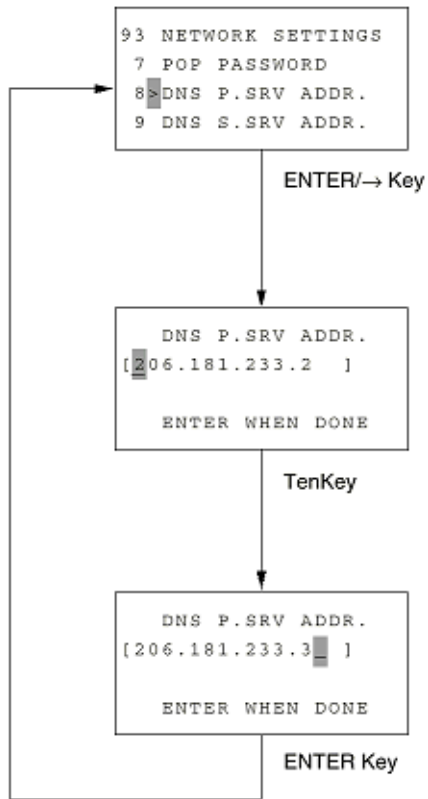 93 NETWORK SETTINGS
7 POP PASSWORD
8>DNS P.SRV ADDR.
9 DNS S.SRV ADDR.
ENTER/→ Key
DNS P.SRV ADDR.
[206.181.233.2 ]
ENTER WHEN DONE
TenKey
DNS P.SRV ADDR.
[206.181.233.3_ ]
ENTER WHEN DONE
ENTER Key